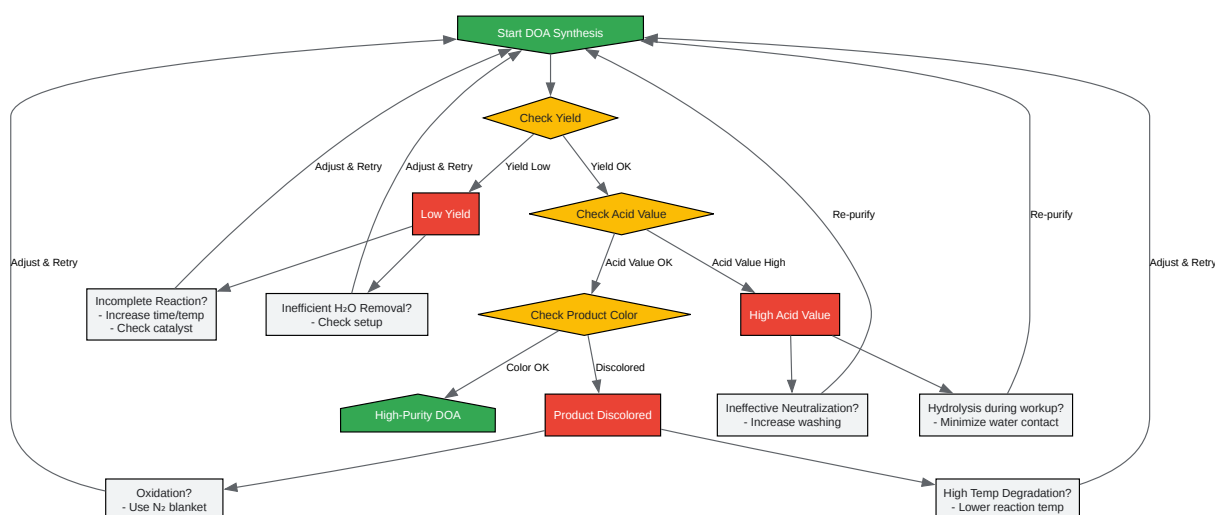 Start DOA Synthesis
Check Yield
Adjust & Retry
Adjust & Retry
Yield Low
Yield OK
Low Yield
Check Acid Value
Re-purify
Re-purify
Adjust & Retry
Acid Value OK
Acid Value High
Adjust & Retry
Incomplete Reaction?
- Increase time/temp
- Check catalyst
Inefficient H₂O Removal?
- Check setup
Check Product Color
High Acid Value
Color OK
Discolored
High-Purity DOA
Product Discolored
Ineffective Neutralization?
- Increase washing
Hydrolysis during workup?
- Minimize water contact
Oxidation?
- Use N₂ blanket
High Temp Degradation?
- Lower reaction temp